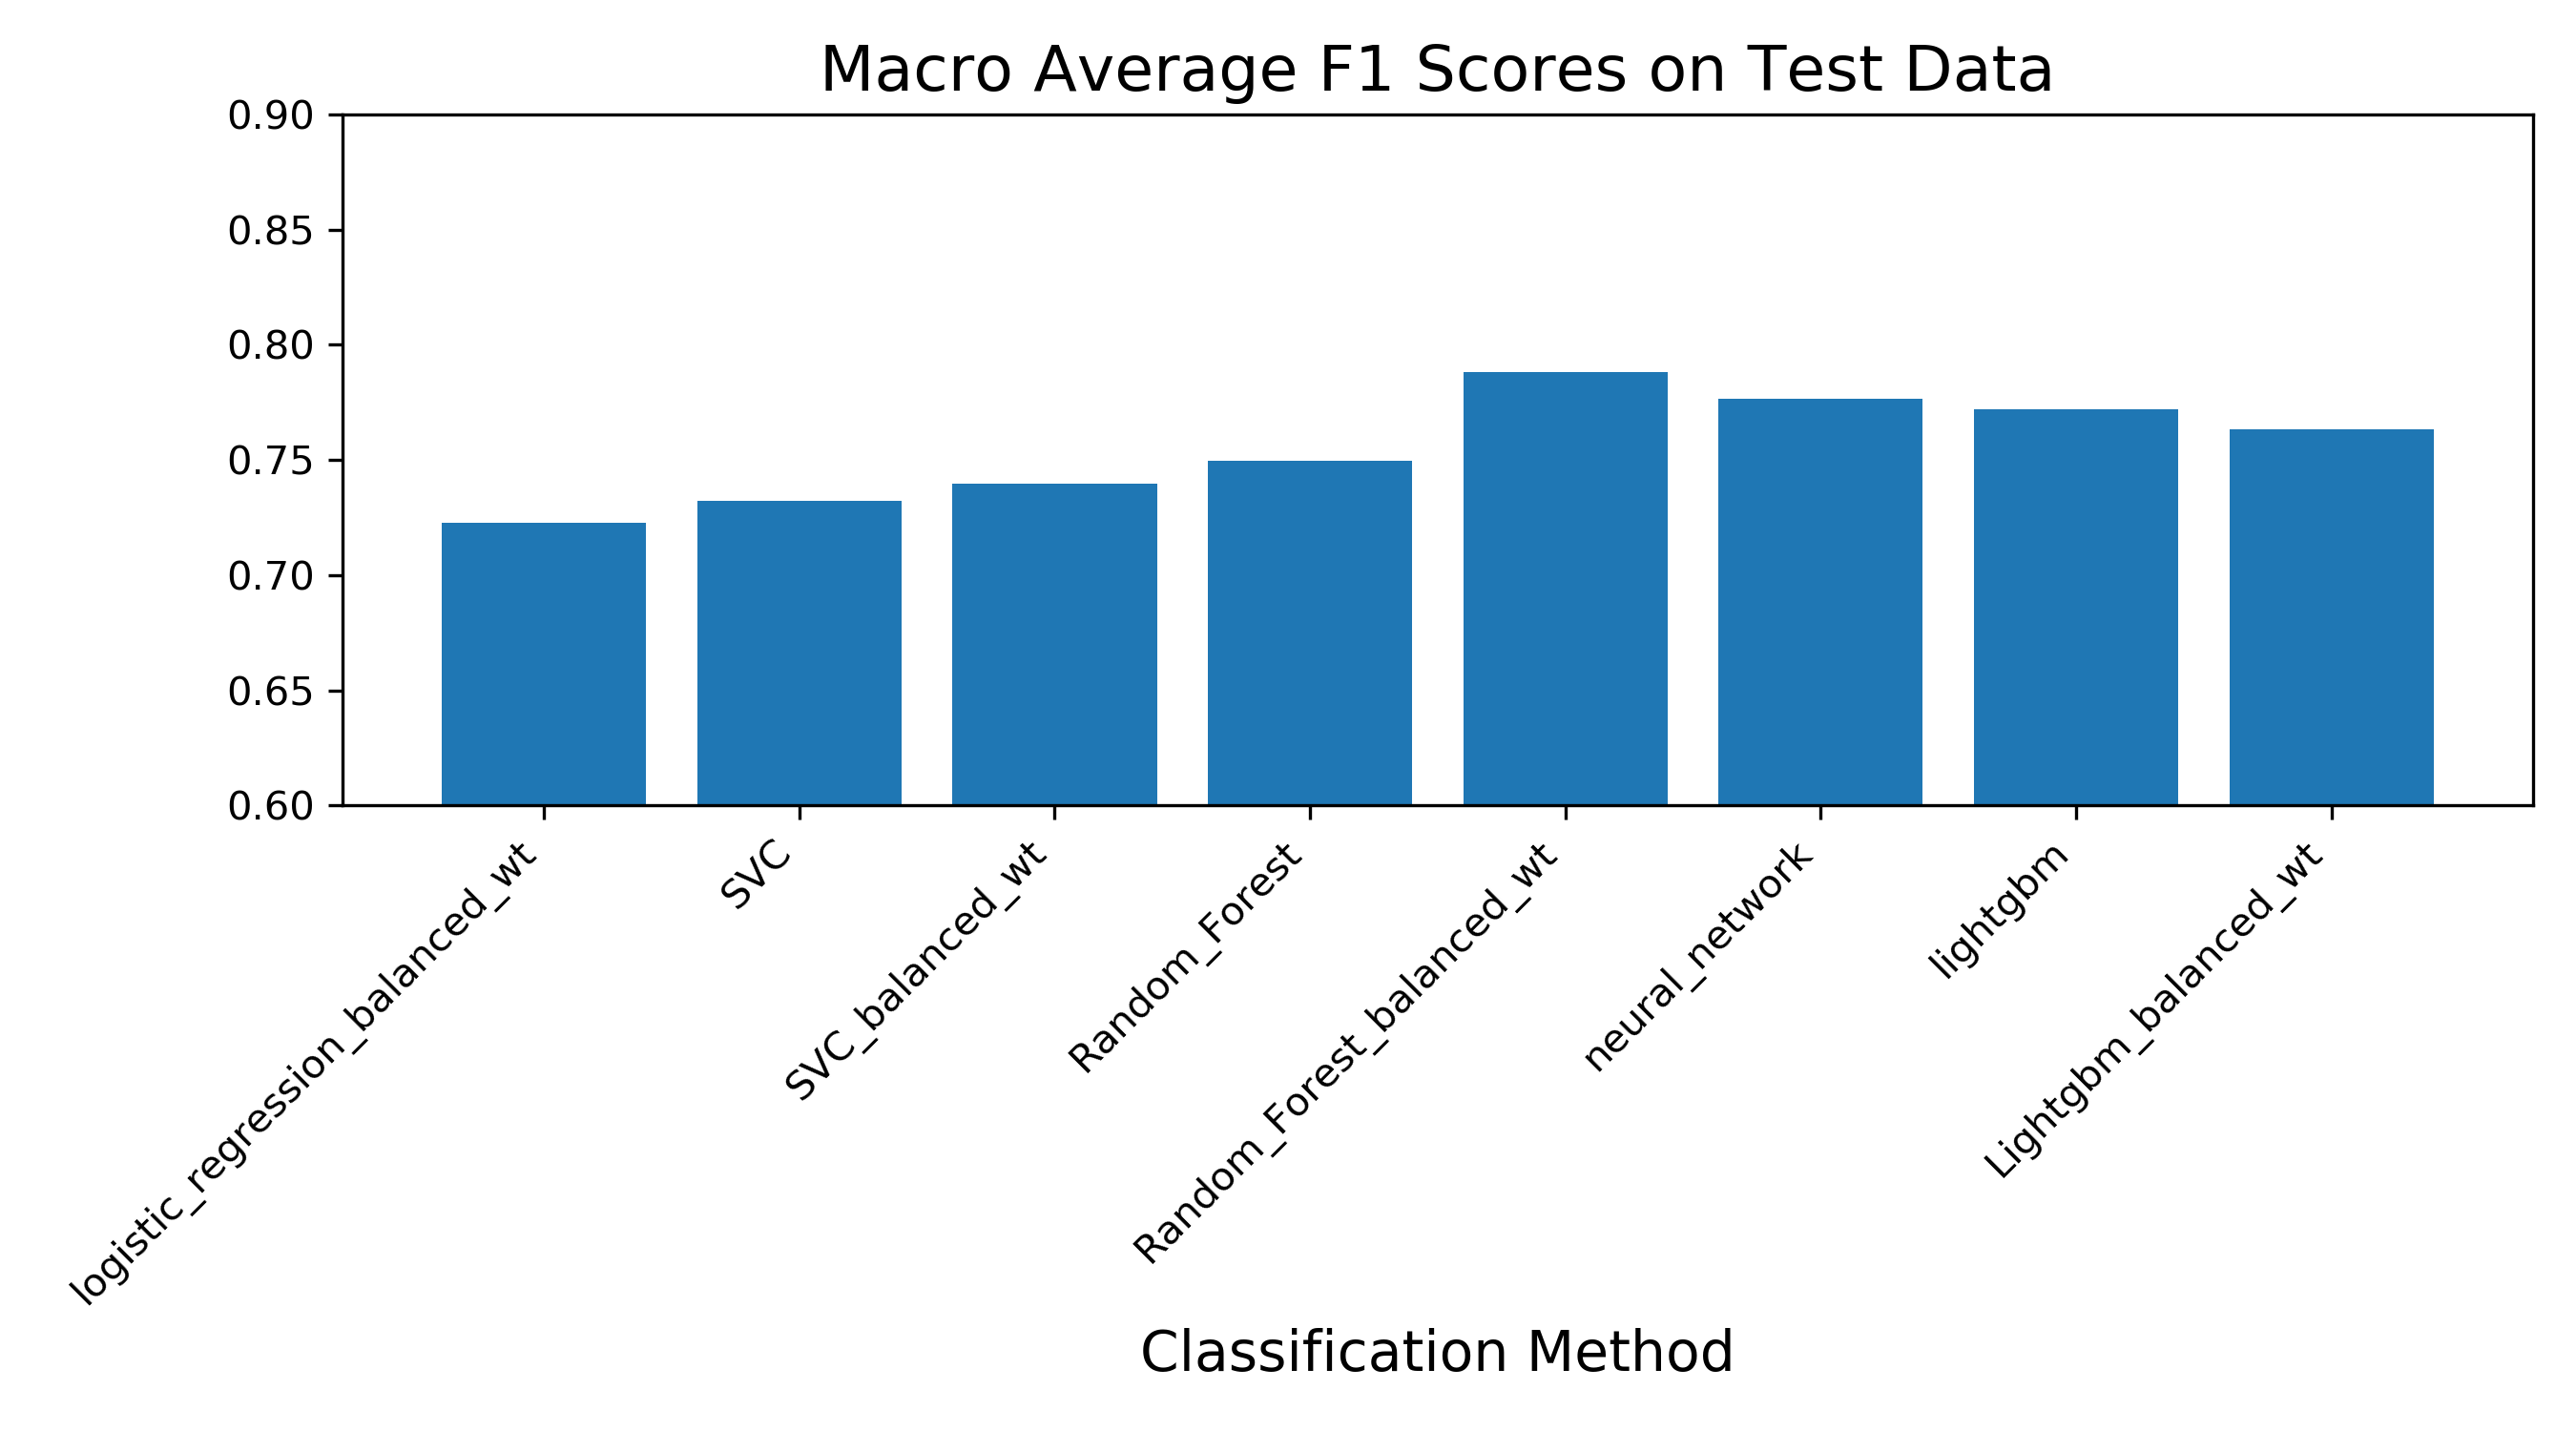 Macro Average F1 Scores on Test Data
0.90
0.85
0.80
0.75
0.70
0.65
0.60
logistic_regression_balanced_wt
SVC
SVC_balanced_wt
Random_Forest
Random_Forest_balanced_wt
neural_network
lightgbm
Lightgbm_balanced_wt
Classification Method